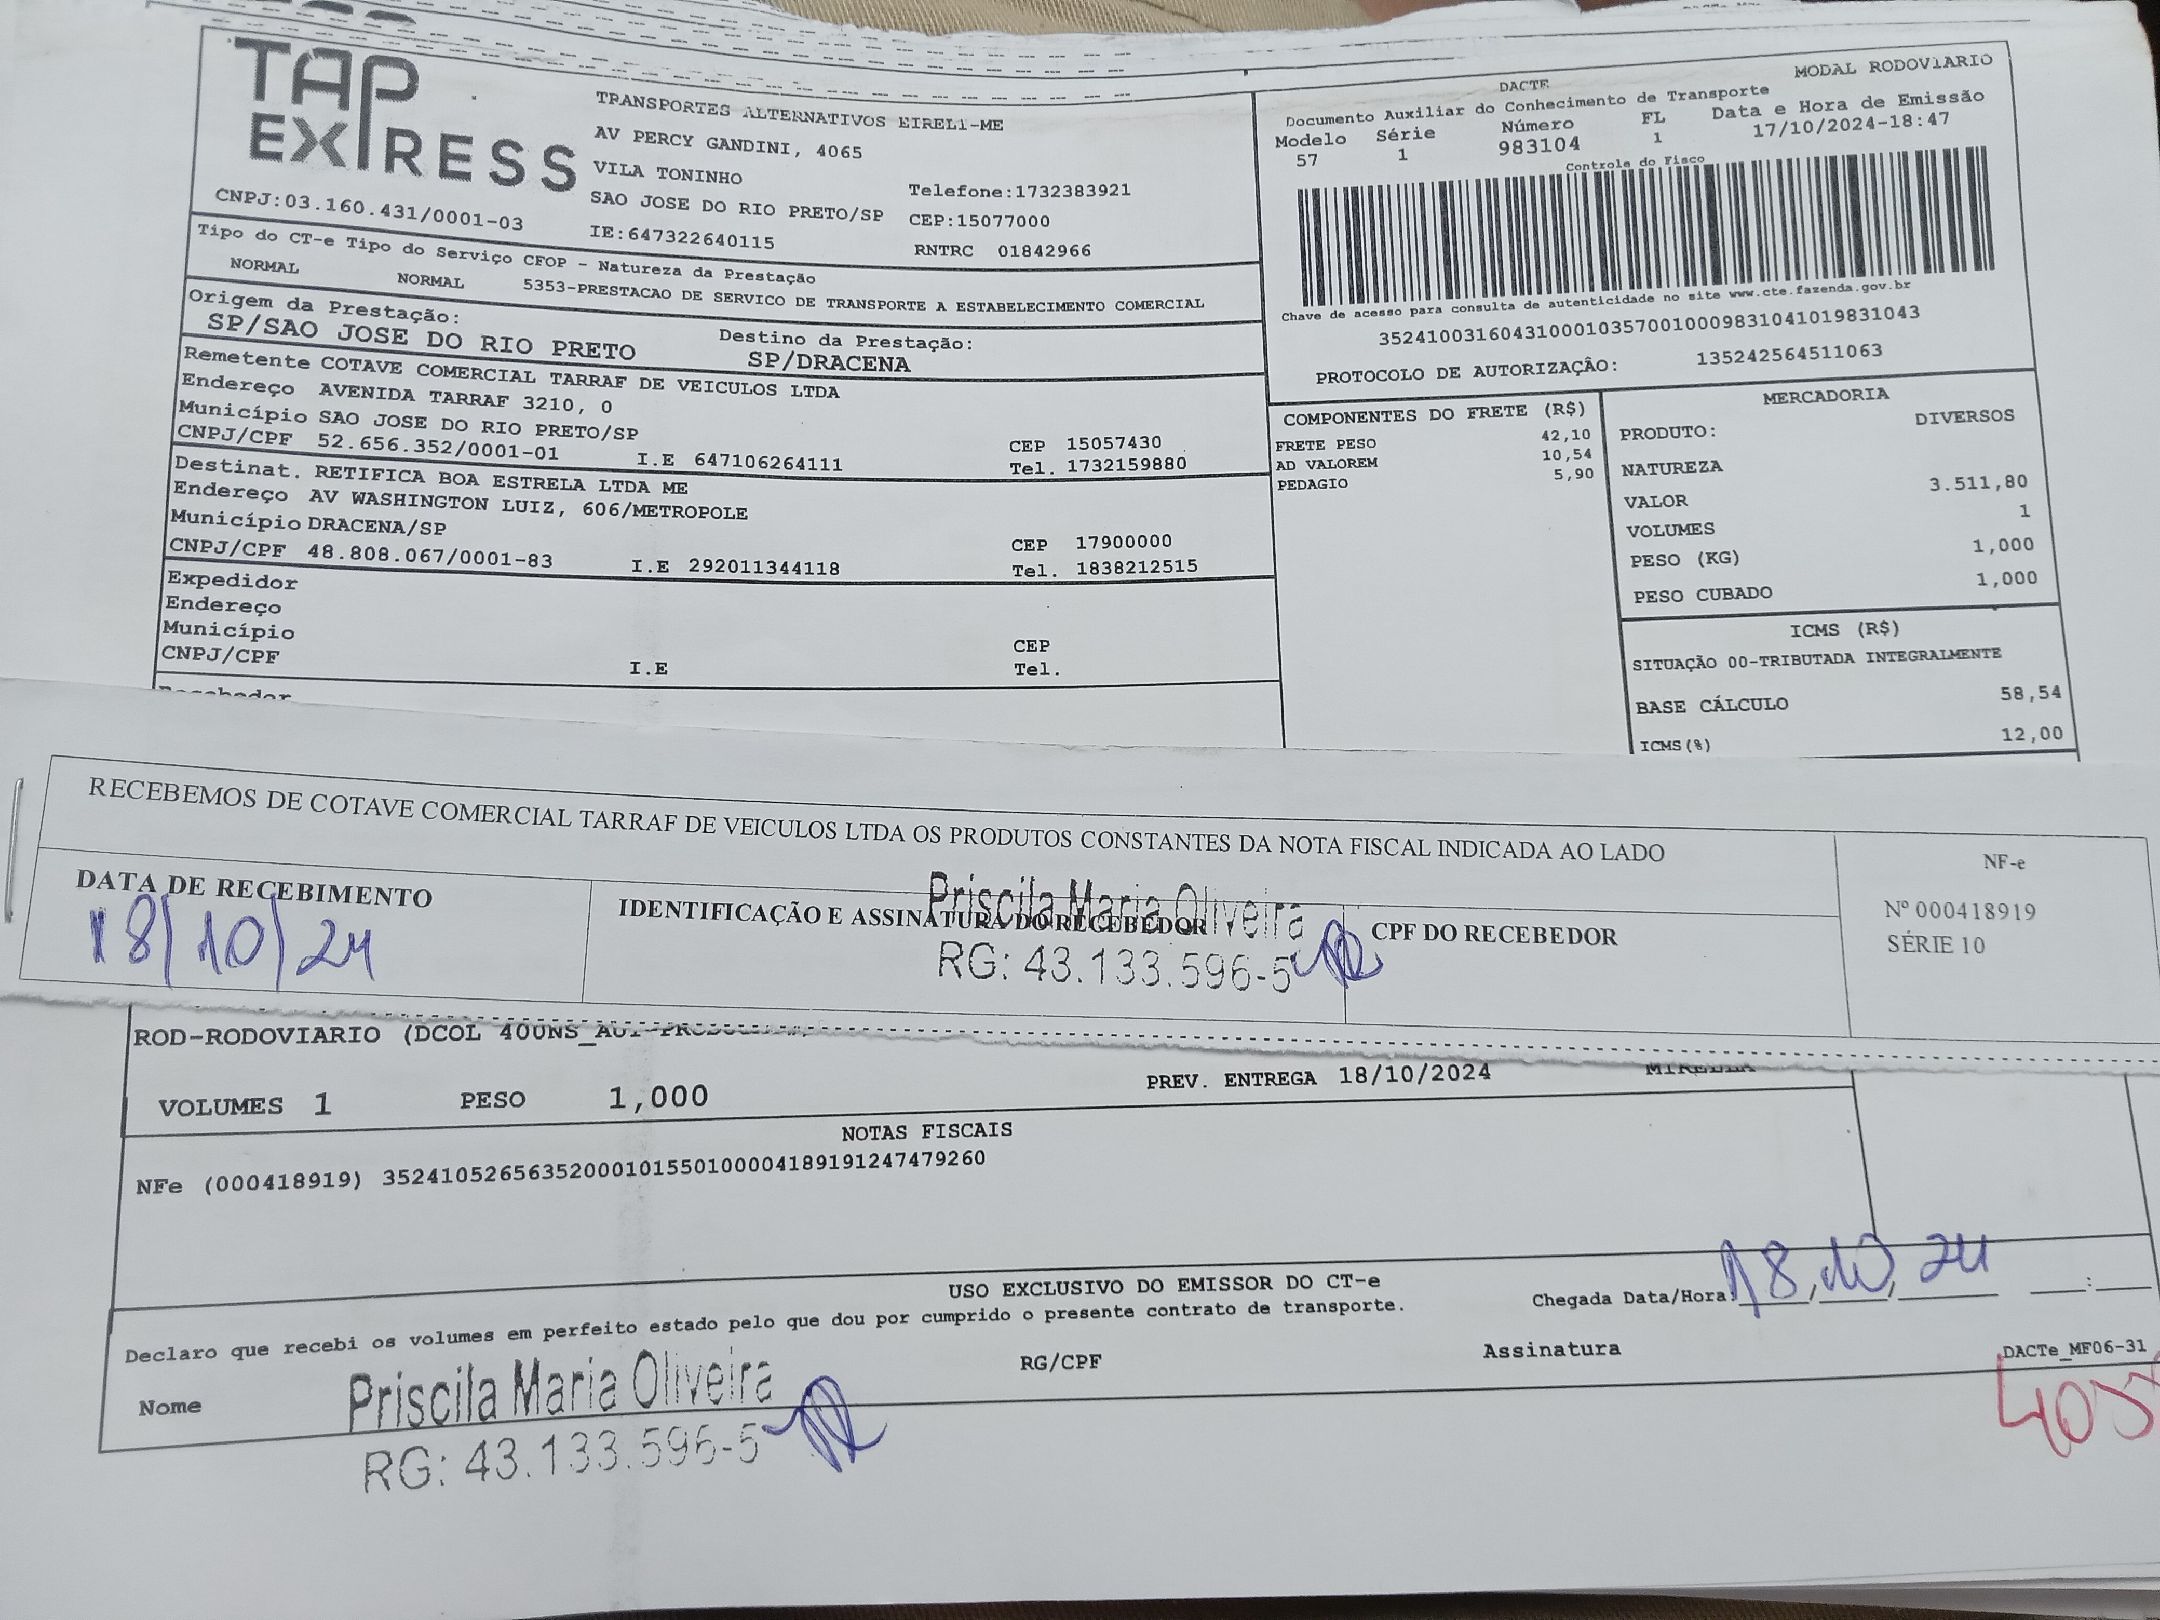 TAP EXPRESS
TRANSPORTES ALTERNATIVOS EIRELI-ME
AV PERCY GANDINI, 4065
VILA TONINHO
Telefone:1732383921
SAO JOSE DO RIO PRETO/SP CEP:15077000
CNPJ:03.160.431/0001-03 IE:647322640115 RNTRC 01842966
Tipo do CT-e Tipo do Serviço CFOP - Natureza da Prestação
NORMAL NORMAL 5353-PRESTACAO DE SERVICO DE TRANSPORTE A ESTABELECIMENTO COMERCIAL
Origem da Prestação: Destino da Prestação:
SP/SAO JOSE DO RIO PRETO SP/DRACENA
Remetente COTAVE COMERCIAL TARRAF DE VEICULOS LTDA
Endereço AVENIDA TARRAF 3210, 0
Município SAO JOSE DO RIO PRETO/SP CEP 15057430
CNPJ/CPF 52.656.352/0001-01 I.E 647106264111 Tel. 1732159880
Destinat. RETIFICA BOA ESTRELA LTDA ME
Endereço AV WASHINGTON LUIZ, 606/METROPOLE
Município DRACENA/SP CEP 17900000
CNPJ/CPF 48.808.067/0001-83 I.E 292011344118 Tel. 1838212515
Expedidor
Endereço
Município CEP
CNPJ/CPF I.E Tel.
DACTE MODAL RODOVIARIO
Documento Auxiliar do Conhecimento de Transporte
Modelo Série Número FL Data e Hora de Emissão
57 1 983104 1 17/10/2024-18:47
Controle do Fisco
Chave de acesso para consulta de autenticidade no site www.cte.fazenda.gov.br
35241003160431000103570010009831041019831043
PROTOCOLO DE AUTORIZAÇÂO: 135242564511063
COMPONENTES DO FRETE (R$)
FRETE PESO 42,10
AD VALOREM 10,54
PEDAGIO 5,90
MERCADORIA
PRODUTO: DIVERSOS
NATUREZA
VALOR 3.511,80
VOLUMES 1
PESO (KG) 1,000
PESO CUBADO 1,000
ICMS (R$)
SITUAÇÃO 00-TRIBUTADA INTEGRALMENTE
BASE CÁLCULO 58,54
ICMS(%) 12,00
RECEBEMOS DE COTAVE COMERCIAL TARRAF DE VEICULOS LTDA OS PRODUTOS CONSTANTES DA NOTA FISCAL INDICADA AO LADO
NF-e
Nº 000418919
SÉRIE 10
DATA DE RECEBIMENTO
18/10/24
IDENTIFICAÇÃO E ASSINATURA DO RECEBEDOR
Priscila Maria Oliveira
RG: 43.133.596-5
CPF DO RECEBEDOR
ROD-RODOVIARIO (DCOL
VOLUMES 1 PESO 1,000 PREV. ENTREGA 18/10/2024
NOTAS FISCAIS
NFe (000418919) 35241052656352000101550100004189191247479260
USO EXCLUSIVO DO EMISSOR DO CT-e
Declaro que recebi os volumes em perfeito estado pelo que dou por cumprido o presente contrato de transporte.
Chegada Data/Hora: 18/10/24 :
Nome RG/CPF Assinatura
DACTe_MF06-31
Priscila Maria Oliveira
RG: 43.133.596-5